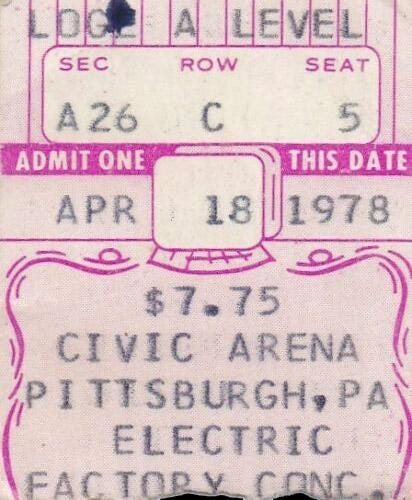 LOGE A LEVEL
SEC ROW SEAT
A26 C 5
ADMIT ONE THIS DATE
APR 18 1978
$7.75
CIVIC ARENA
PITTSBURGH,PA
ELECTRIC
FACTORY CONC